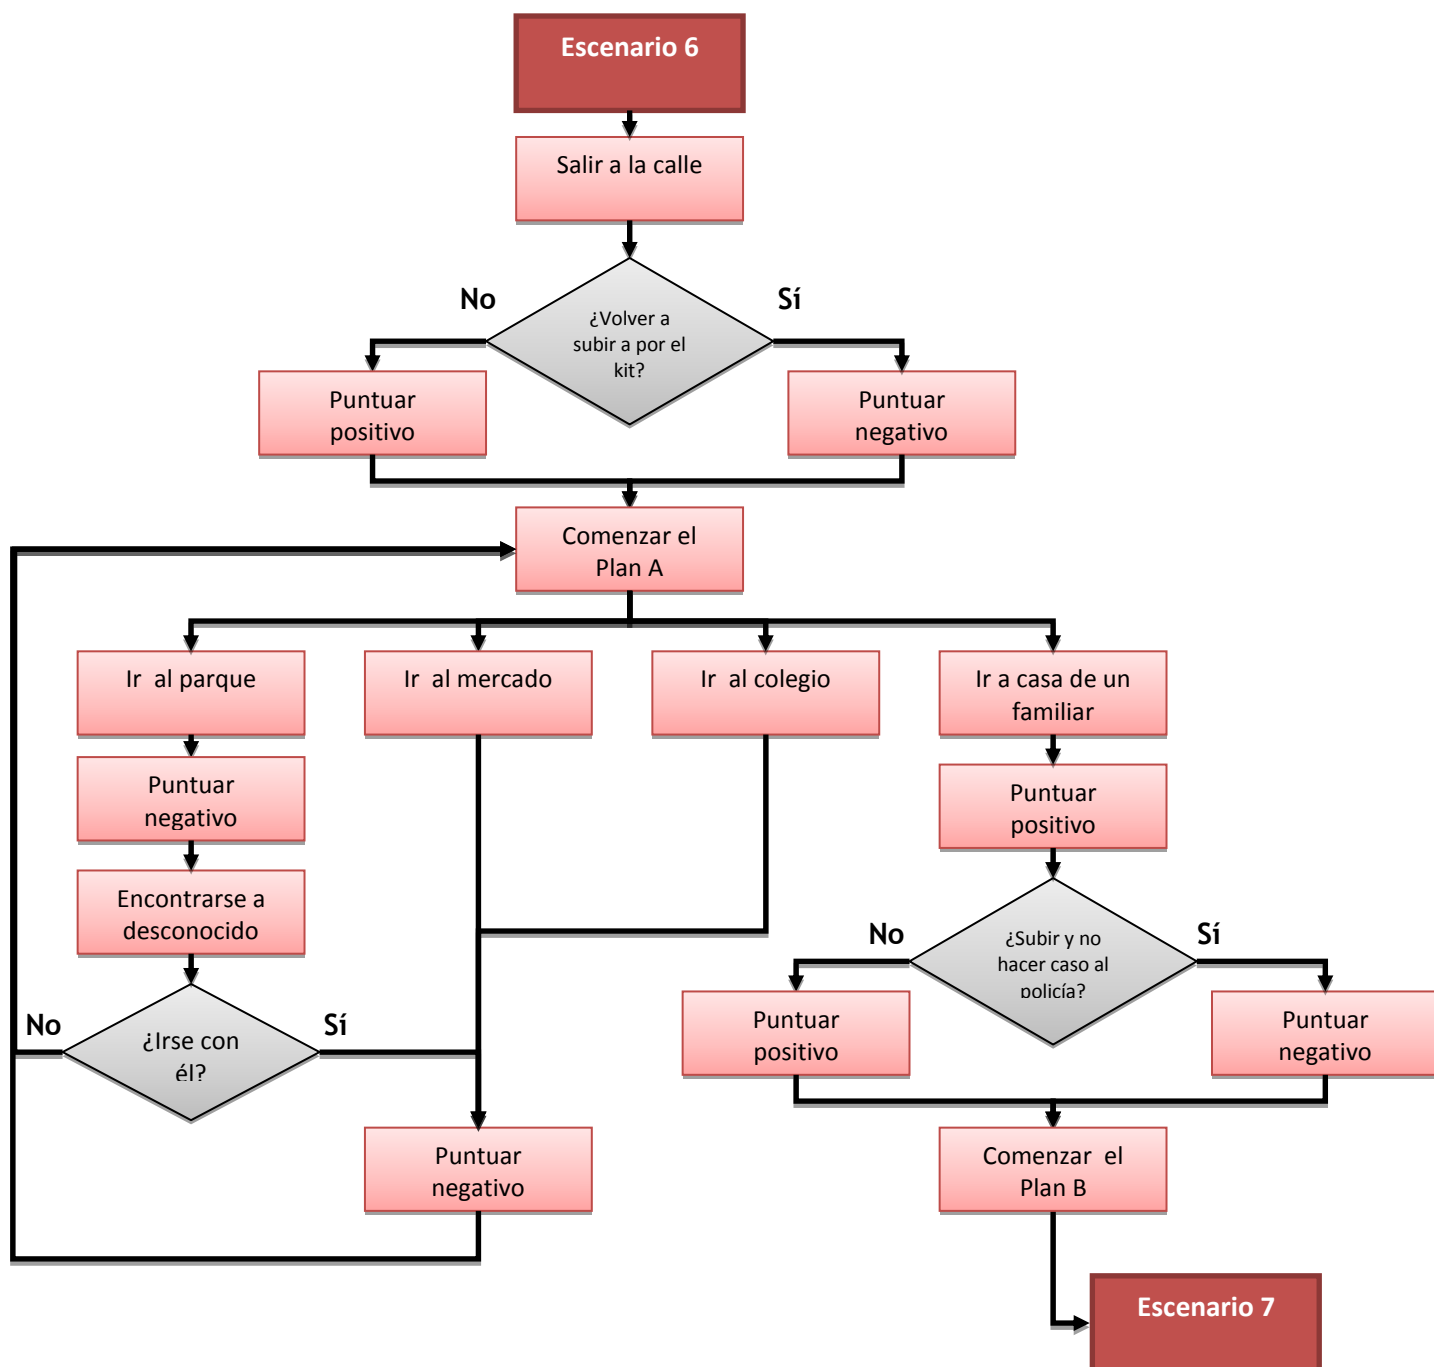 Escenario 6
Salir a la calle
No
Sí
¿Volver a
subir a por el
kit?
Puntuar
positivo
Puntuar
negativo
Comenzar el
Plan A
Ir al parque
Ir al mercado
Ir al colegio
Ir a casa de un
familiar
Puntuar
negativo
Puntuar
positivo
Encontrarse a
desconocido
No
¿Subir y no
hacer caso al
policía?
Sí
No
¿Irse con
él?
Sí
Puntuar
positivo
Puntuar
negativo
Puntuar
negativo
Comenzar el
Plan B
Escenario 7